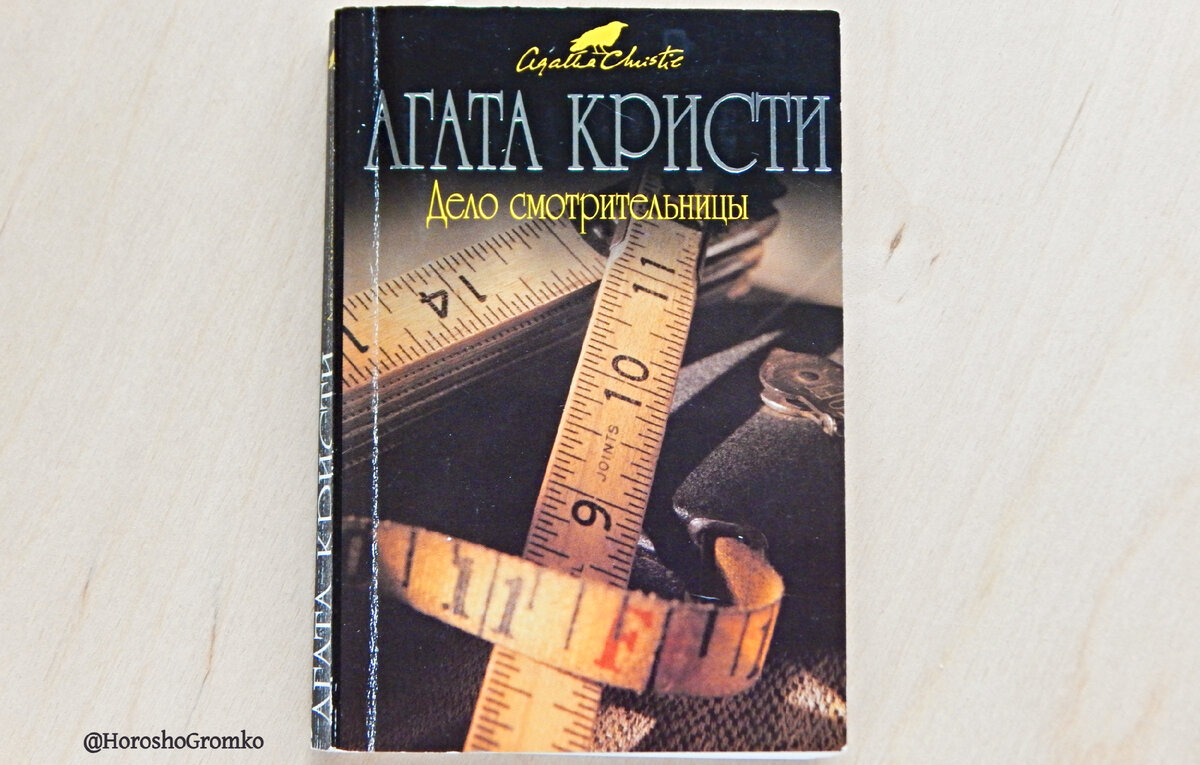 Agatha Christie
АГАТА КРИСТИ
Дело смотрительницы
14
11
10
JOINTS
9
11
F
АГАТА КРИСТИ
@HoroshoGromko